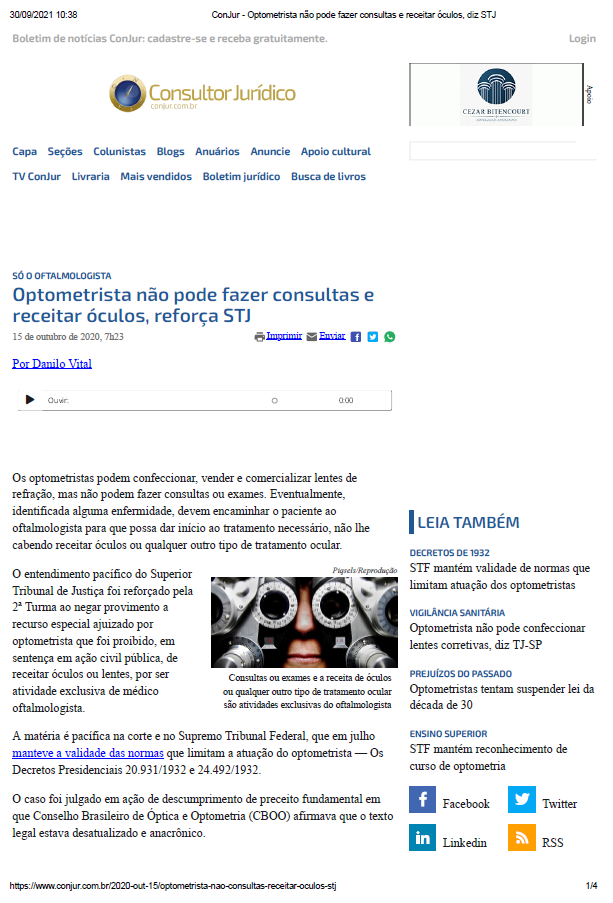 30/09/2021 10:38
ConJur - Optometrista não pode fazer consultas e receitar óculos, diz STJ
Boletim de notícias ConJur: cadastre-se e receba gratuitamente.
Login
Consultor Jurídico
conjur.com.br
CEZAR BITENCOURT
Apoio
Capa Seções Colunistas Blogs Anuários Anuncie Apoio cultural
TV ConJur Livraria Mais vendidos Boletim jurídico Busca de livros
SÓ O OFTALMOLOGISTA
Optometrista não pode fazer consultas e
receitar óculos, reforça STJ
15 de outubro de 2020, 7h23
Imprimir Enviar
Por Danilo Vital
Ouvir:
0:00
Os optometristas podem confeccionar, vender e comercializar lentes de
refração, mas não podem fazer consultas ou exames. Eventualmente,
identificada alguma enfermidade, devem encaminhar o paciente ao
oftalmologista para que possa dar início ao tratamento necessário, não lhe
cabendo receitar óculos ou qualquer outro tipo de tratamento ocular.
O entendimento pacífico do Superior
Tribunal de Justiça foi reforçado pela
2ª Turma ao negar provimento a
recurso especial ajuizado por
optometrista que foi proibido, em
sentença em ação civil pública, de
receitar óculos ou lentes, por ser
atividade exclusiva de médico
oftalmologista.
Piqsels/Reprodução
Consultas ou exames e a receita de óculos
ou qualquer outro tipo de tratamento ocular
são atividades exclusivas do oftalmologista
A matéria é pacífica na corte e no Supremo Tribunal Federal, que em julho
manteve a validade das normas que limitam a atuação do optometrista — Os
Decretos Presidenciais 20.931/1932 e 24.492/1932.
O caso foi julgado em ação de descumprimento de preceito fundamental em
que Conselho Brasileiro de Óptica e Optometria (CBOO) afirmava que o texto
legal estava desatualizado e anacrônico.
LEIA TAMBÉM
DECRETOS DE 1932
STF mantém validade de normas que
limitam atuação dos optometristas
VIGILÂNCIA SANITÁRIA
Optometrista não pode confeccionar
lentes corretivas, diz TJ-SP
PREJUÍZOS DO PASSADO
Optometristas tentam suspender lei da
década de 30
ENSINO SUPERIOR
STF mantém reconhecimento de
curso de optometria
Facebook
Twitter
Linkedin
RSS
https://www.conjur.com.br/2020-out-15/optometrista-nao-consultas-receitar-oculos-stj
1/4